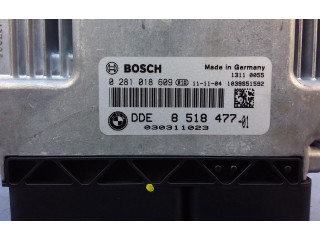 BOSCH
Made in Germany
1311 0055
0 281 018 609 11-11-04 1039S51592
DDE 8 518 477-01
030311023